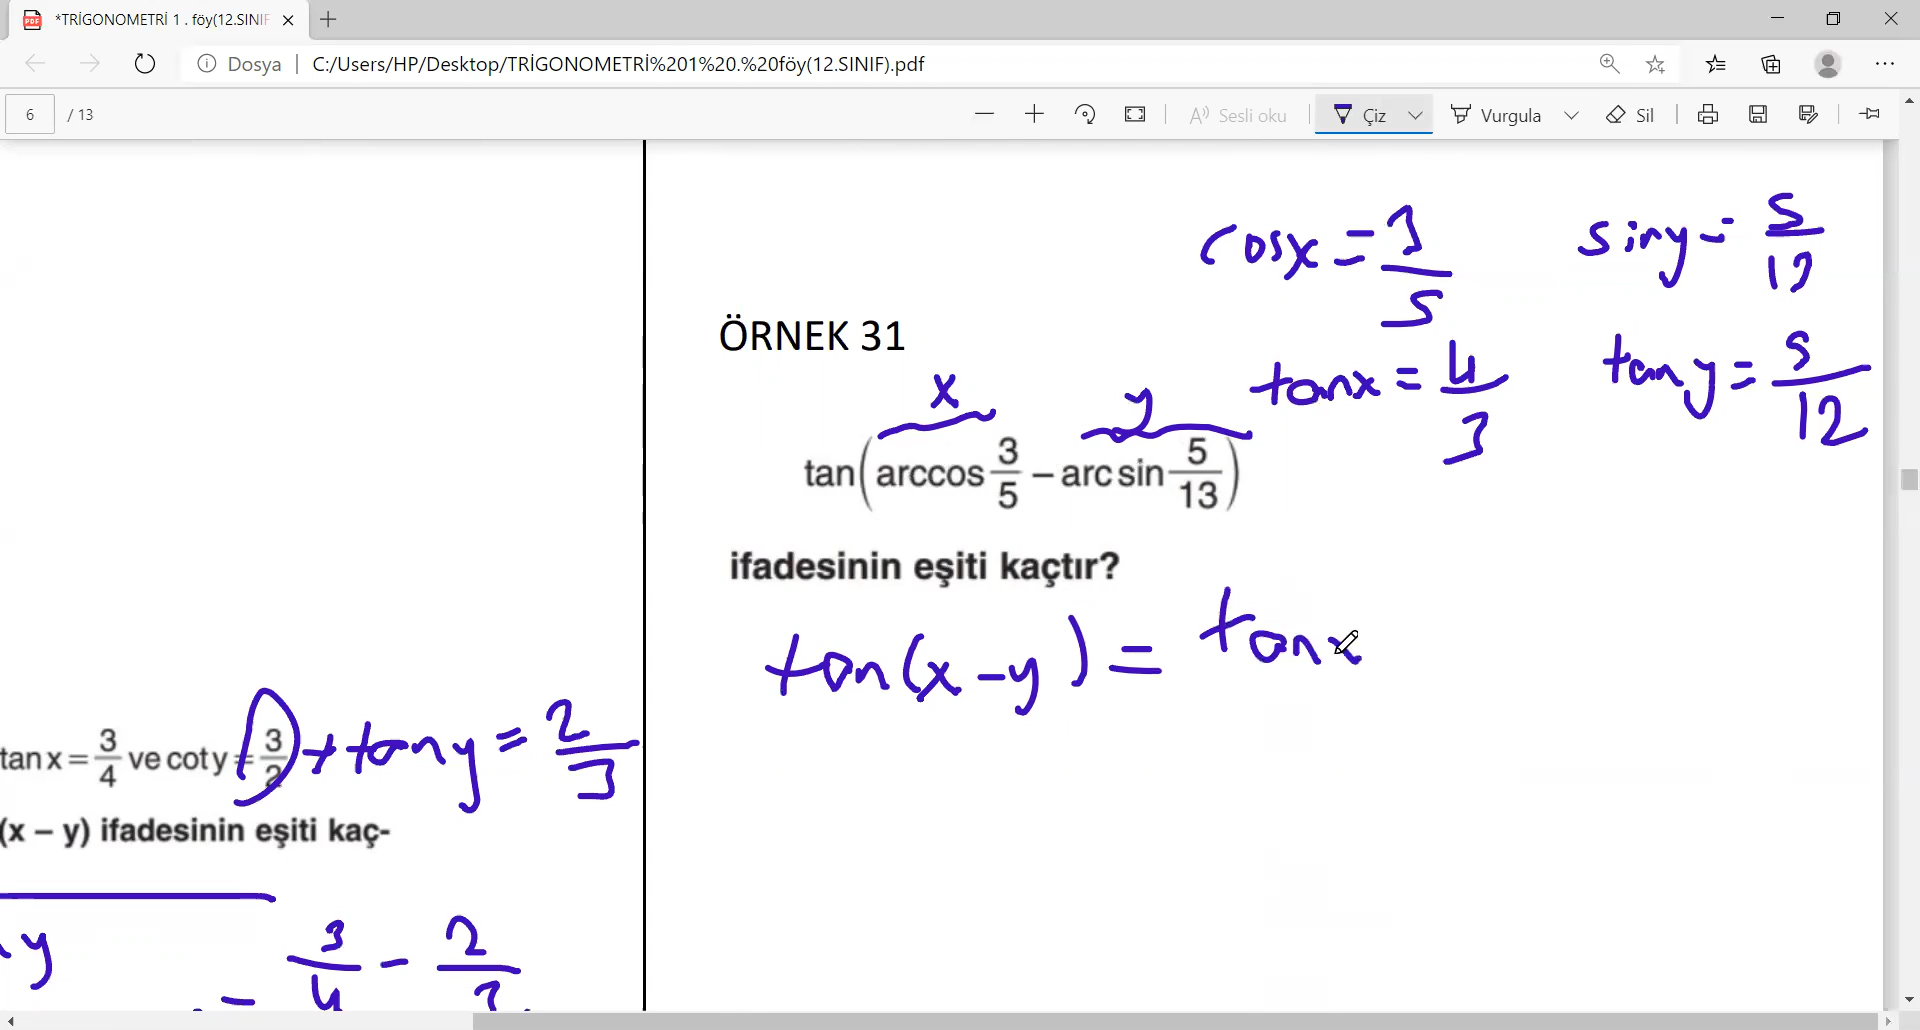 *TRİGONOMETRİ 1 . föy(12.SINIF
Dosya | C:/Users/HP/Desktop/TRİGONOMETRİ%201%20.%20föy(12.SINIF).pdf
6 / 13
Sesli oku Çiz Vurgula Sil
tan x = 3/4 ve cot y = 3/2 tan y = 2/3
(x – y) ifadesinin eşiti kaç-
y
3/4 - 2/3
cosx = 3/5 siny = 5/13
ÖRNEK 31
tanx = 4/3 tany = 5/12
x y
tan(arccos 3/5 – arc sin 5/13)
ifadesinin eşiti kaçtır?
tan(x-y) = tanx